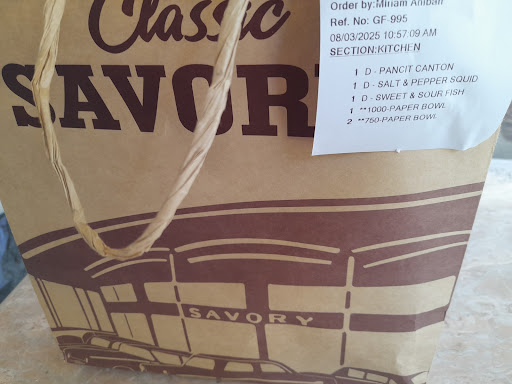 Classic
SAVORY
Order by:Miriam Aniban
Ref. No: GF-995
08/03/2025 10:57:09 AM
SECTION:KITCHEN
1 D - PANCIT CANTON
1 D - SALT & PEPPER SQUID
1 D - SWEET & SOUR FISH
1 **1000-PAPER BOWL
2 **750-PAPER BOWL
SAVORY